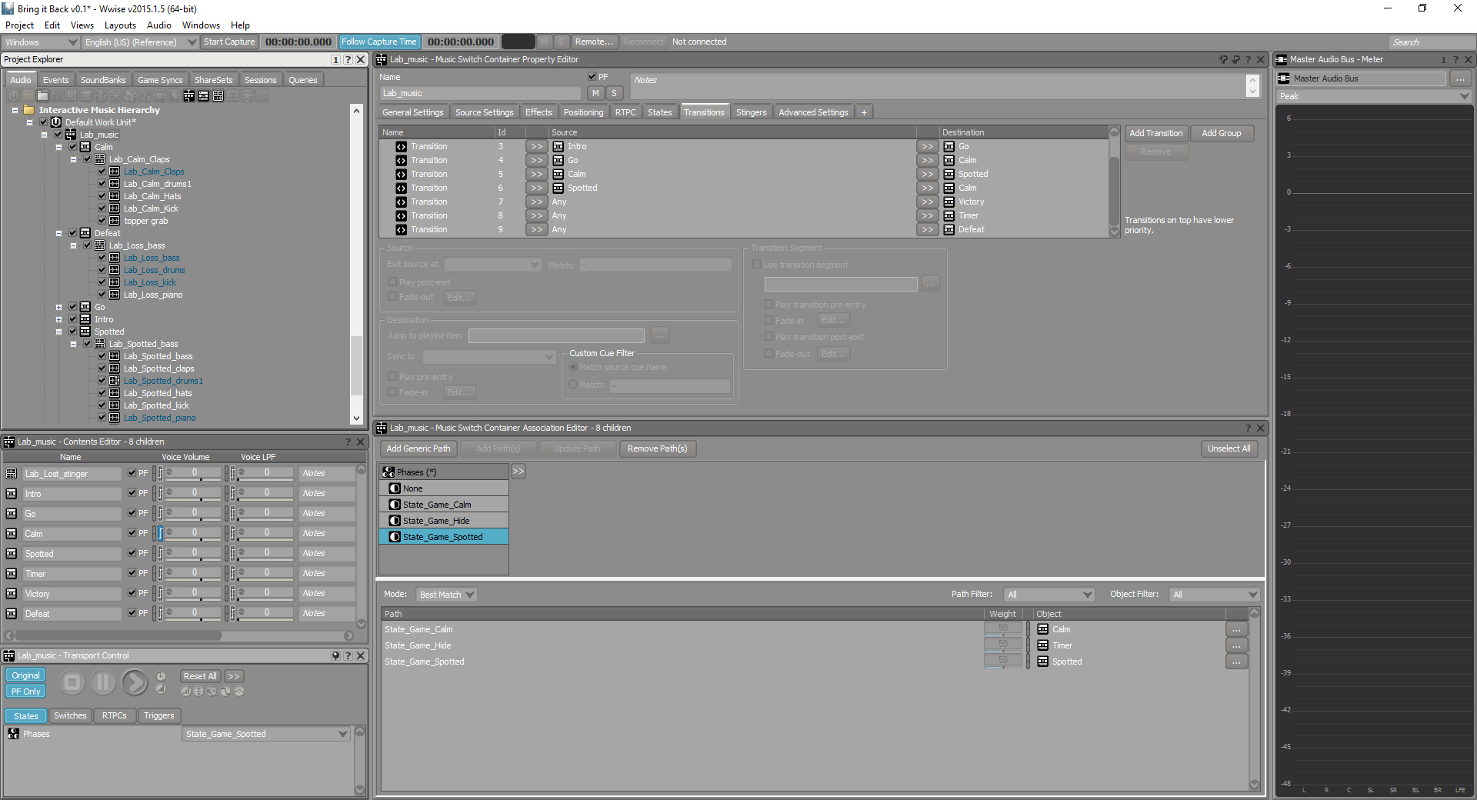 Bring it Back v0.1* - Wwise v2015.1.5 (64-bit)
Project Edit Views Layouts Audio Windows Help
Windows English (US) (Reference) Start Capture 00:00:00.000 Follow Capture Time 00:00:00.000 M S Remote... Reconnect Not connected Search
Project Explorer 1 ? X
Audio Events SoundBanks Game Syncs ShareSets Sessions Queries
Interactive Music Hierarchy
Default Work Unit*
Lab_music
Calm
Lab_Calm_Claps
Lab_Calm_Claps
Lab_Calm_drums1
Lab_Calm_Hats
Lab_Calm_Kick
topper grab
Defeat
Lab_Loss_bass
Lab_Loss_bass
Lab_Loss_drums
Lab_Loss_kick
Lab_Loss_piano
Go
Intro
Spotted
Lab_Spotted_bass
Lab_Spotted_bass
Lab_Spotted_claps
Lab_Spotted_drums1
Lab_Spotted_hats
Lab_Spotted_kick
Lab_Spotted_piano
Lab_music - Music Switch Container Property Editor
Name PF Notes
Lab_music M S
General Settings Source Settings Effects Positioning RTPC States Transitions Stingers Advanced Settings +
Name Id Source Destination
Transition 3 >> Intro >> Go
Transition 4 >> Go >> Calm
Transition 5 >> Calm >> Spotted
Transition 6 >> Spotted >> Calm
Transition 7 >> Any >> Victory
Transition 8 >> Any >> Timer
Transition 9 >> Any >> Defeat
Add Transition Add Group
Remove
Transitions on top have lower
priority.
Source
Exit source at Match: -
Play post-exit
Fade-out Edit...
Destination
Jump to playlist item ...
Sync to
Play pre-entry
Fade-in Edit...
Custom Cue Filter
Match source cue name
Match: -
Transition Segment
Use transition segment
...
Play transition pre-entry
Fade-in Edit...
Play transition post-exit
Fade-out Edit...
Master Audio Bus - Meter 1 ? X
Master Audio Bus ...
Peak
6
3
0
-3
-6
-9
-12
-15
-18
-21
-24
-27
-30
-33
-36
-39
-42
-45
-48
L R C SL SR BL BR LFE
Lab_music - Contents Editor - 8 children ? X
Name Voice Volume Voice LPF
Lab_Lost_stinger PF 0 0 Notes
Intro PF 0 0 Notes
Go PF 0 0 Notes
Calm PF 0 0 Notes
Spotted PF 0 0 Notes
Timer PF 0 0 Notes
Victory PF 0 0 Notes
Defeat PF 0 0 Notes
Lab_music - Transport Control ? X
Original
PF Only
Reset All >>
States Switches RTPCs Triggers
Phases State_Game_Spotted
Lab_music - Music Switch Container Association Editor - 8 children ? X
Add Generic Path Add Path(s) Update Path Remove Path(s) Unselect All
Phases (*) >>
None
State_Game_Calm
State_Game_Hide
State_Game_Spotted
Mode: Best Match Path Filter: All Object Filter: All
Path Weight Object
State_Game_Calm 50 Calm ...
State_Game_Hide 50 Timer ...
State_Game_Spotted 50 Spotted ...